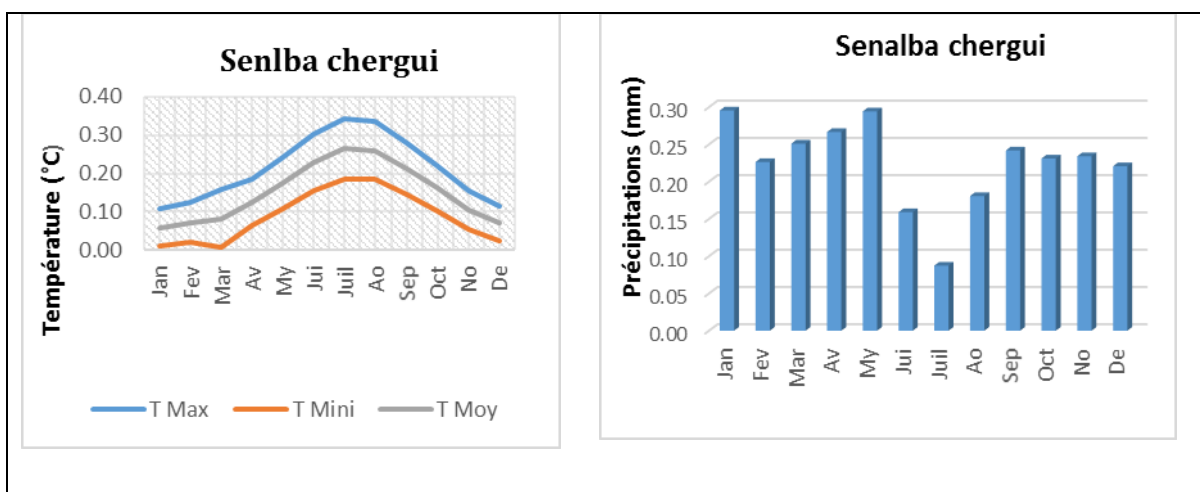 Senlba chergui
Température (°C)
0.40
0.30
0.20
0.10
0.00
Jan Fev Mar Av My Jui Juil Ao Sep Oct No De
T Max T Mini T Moy
Senalba chergui
Précipitations (mm)
0.30
0.25
0.20
0.15
0.10
0.05
0.00
Jan Fev Mar Av My Jui Juil Ao Sep Oct No De